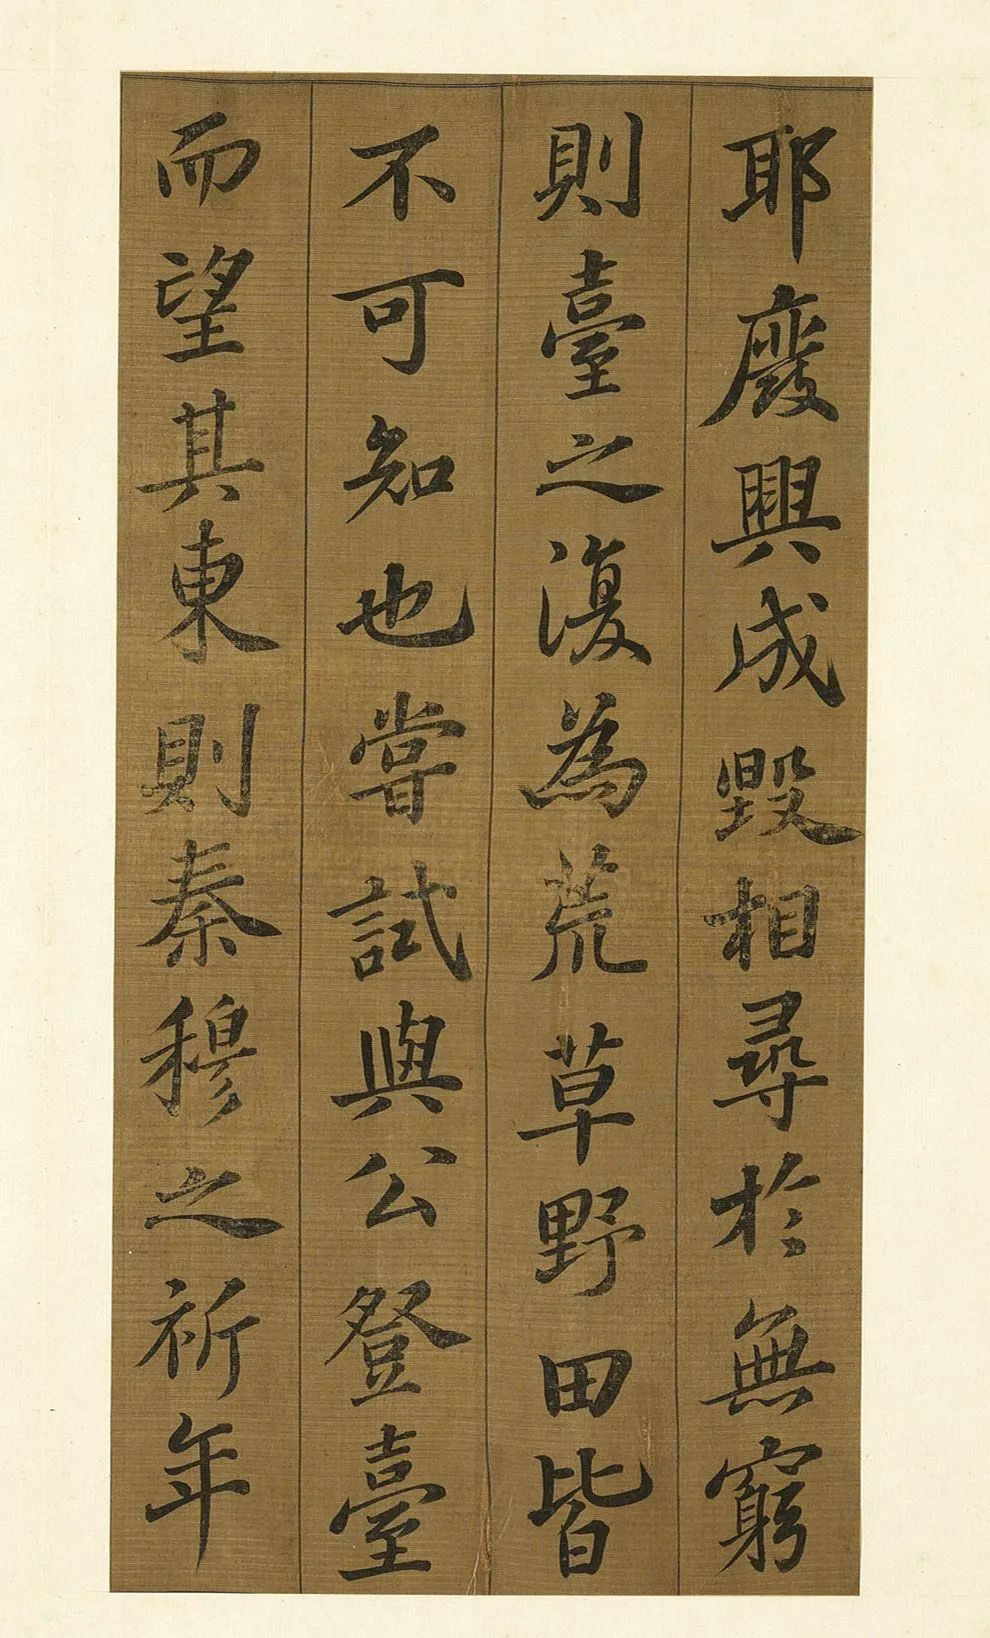 耶廢興成毀相尋於無窮
則臺之復為荒草野田皆
不可知也嘗試與公登臺
而望其東則秦穆之祈年